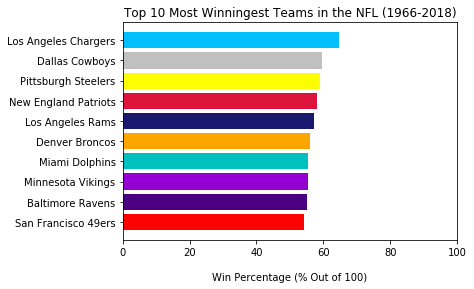 Top 10 Most Winningest Teams in the NFL (1966-2018)
Los Angeles Chargers
Dallas Cowboys
Pittsburgh Steelers
New England Patriots
Los Angeles Rams
Denver Broncos
Miami Dolphins
Minnesota Vikings
Baltimore Ravens
San Francisco 49ers
0 20 40 60 80 100
Win Percentage (% Out of 100)